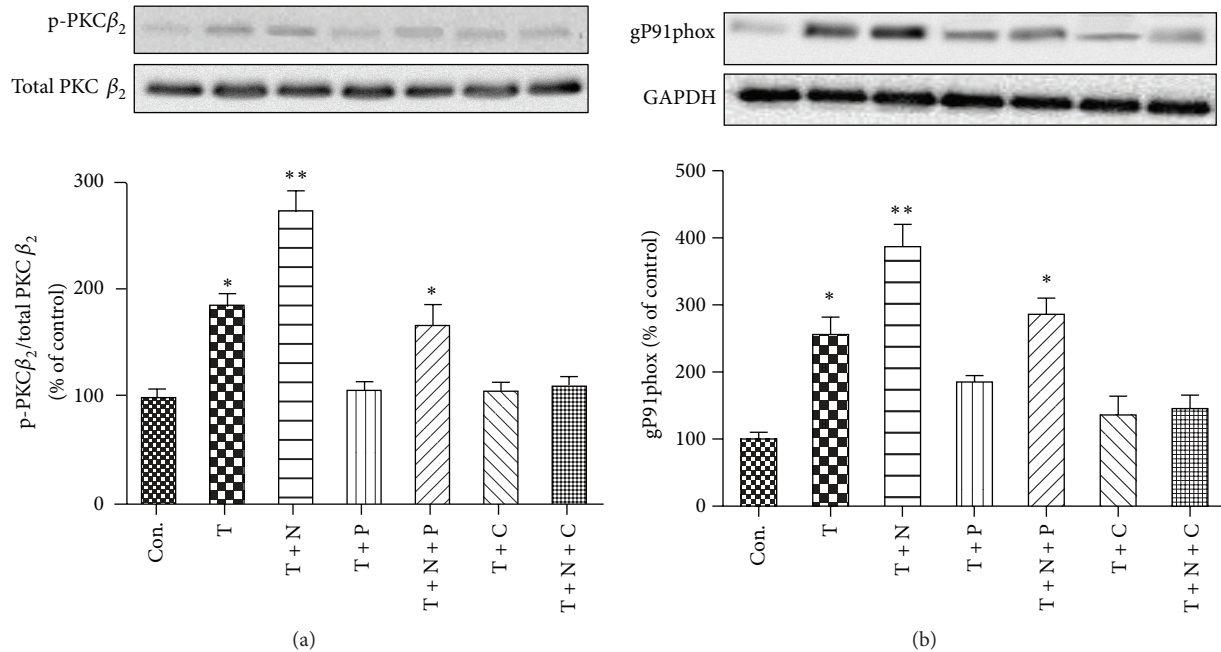 p-PKCβ₂
Total PKC β₂
300
200
100
0
p-PKCβ₂/total PKC β₂
(% of control)
*
**
*
Con.
T
T + N
T + P
T + N + P
T + C
T + N + C
(a)
gP91phox
GAPDH
500
400
300
200
100
0
gP91phox (% of control)
*
**
*
Con.
T
T + N
T + P
T + N + P
T + C
T + N + C
(b)